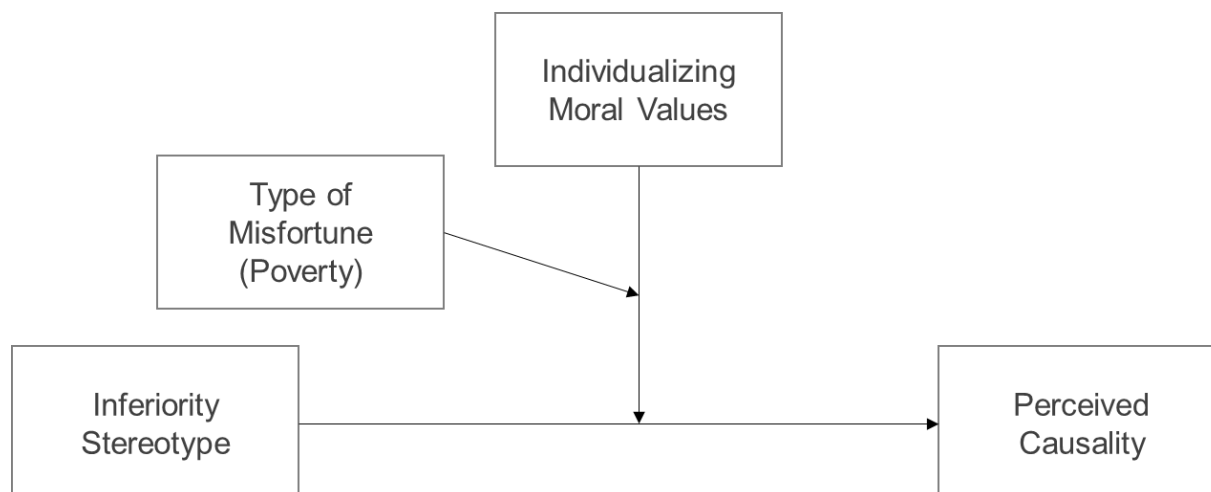 Individualizing
Moral Values
Type of
Misfortune
(Poverty)
Inferiority
Stereotype
Perceived
Causality